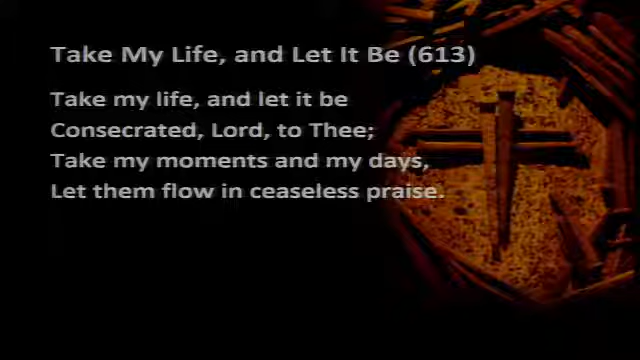 Take My Life, and Let It Be (613)
Take my life, and let it be
Consecrated, Lord, to Thee;
Take my moments and my days,
Let them flow in ceaseless praise.